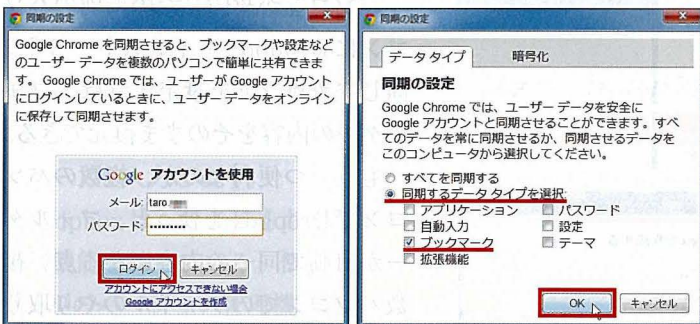 同期の設定
Google Chrome を同期させると、ブックマークや設定など
のユーザー データを複数のパソコンで簡単に共有できま
す。 Google Chrome では、ユーザーが Google アカウント
にログインしているときに、ユーザー データをオンライン
に保存して同期させます。
Google アカウントを使用
メール: taro
パスワード: •••••••••
ログイン キャンセル
アカウントにアクセスできない場合
Google アカウントを作成
同期の設定
データ タイプ 暗号化
同期の設定
Google Chrome では、ユーザー データを安全に
Google アカウントと同期させることができます。すべ
てのデータを常に同期させるか、同期させるデータを
このコンピュータから選択してください。
すべてを同期する
同期するデータ タイプを選択:
アプリケーション パスワード
自動入力 設定
ブックマーク テーマ
拡張機能
OK キャンセル